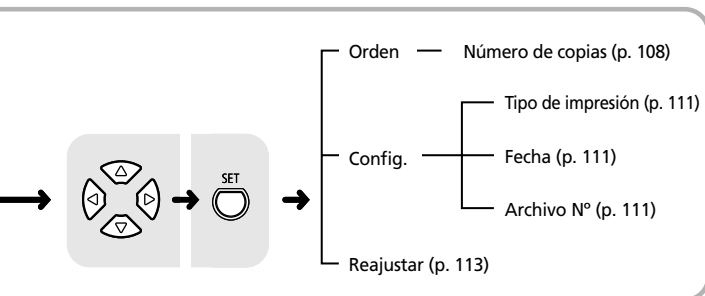 Orden
Número de copias (p. 108)
Tipo de impresión (p. 111)
Config.
Fecha (p. 111)
SET
Archivo Nº (p. 111)
Reajustar (p. 113)